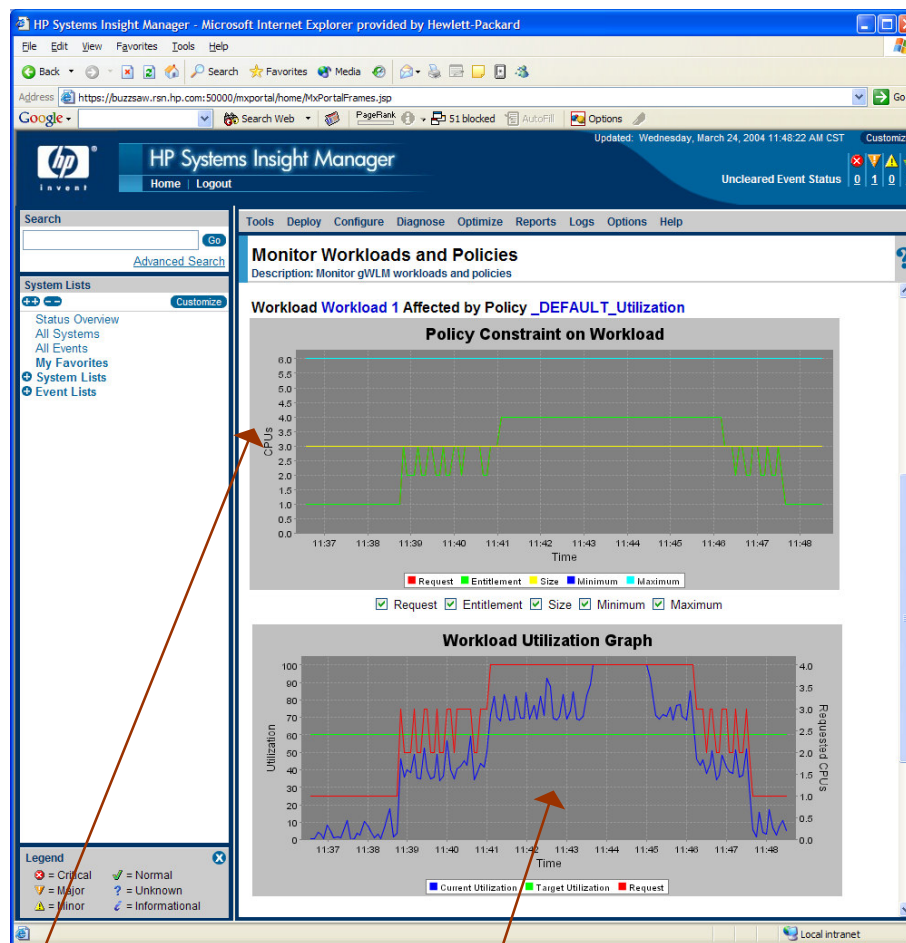 HP Systems Insight Manager - Microsoft Internet Explorer provided by Hewlett-Packard
File Edit View Favorites Tools Help
Back Search Favorites Media
Address https://buzzsaw.rsn.hp.com:50000/mxportal/home/MxPortalFrames.jsp Go
Google Search Web PageRank 51 blocked AutoFill Options
Updated: Wednesday, March 24, 2004 11:48:22 AM CST
hp
invent
HP Systems Insight Manager
Home | Logout
Uncleared Event Status 0 1 0
Search
Go
Advanced Search
System Lists
Customize
Status Overview
All Systems
All Events
My Favorites
System Lists
Event Lists
Legend
= Critical = Normal
= Major ? = Unknown
= Minor = Informational
Tools Deploy Configure Diagnose Optimize Reports Logs Options Help
Monitor Workloads and Policies
Description: Monitor gWLM workloads and policies
Workload Workload 1 Affected by Policy _DEFAULT_Utilization
Policy Constraint on Workload
6.0
5.5
5.0
4.5
4.0
3.5
3.0
2.5
2.0
1.5
1.0
0.5
0.0
CPUs
11:37 11:38 11:39 11:40 11:41 11:42 11:43 11:44 11:45 11:46 11:47 11:48
Time
Request Entitlement Size Minimum Maximum
Request Entitlement Size Minimum Maximum
Workload Utilization Graph
100
90
80
70
60
50
40
30
20
10
0
Utilization
4.0
3.5
3.0
2.5
2.0
1.5
1.0
0.5
0.0
Requested CPUs
11:37 11:38 11:39 11:40 11:41 11:42 11:43 11:44 11:45 11:46 11:47 11:48
Time
Current Utilization Target Utilization Request
Local intranet